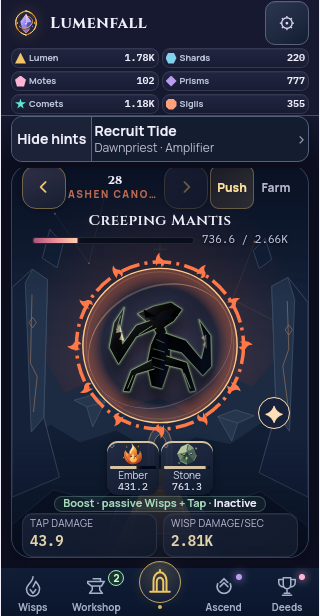 LUMENFALL
Lumen 1.78K
Shards 220
Motes 102
Prisms 777
Comets 1.18K
Sigils 355
Hide hints
Recruit Tide
Dawnpriest · Amplifier
28
ASHEN CANO...
Push
Farm
CREEPING MANTIS
736.6 / 2.66K
Ember
431.2
Stone
761.3
Boost · passive Wisps + Tap · Inactive
TAP DAMAGE
43.9
WISP DAMAGE/SEC
2.81K
2
Wisps
Workshop
Ascend
Deeds